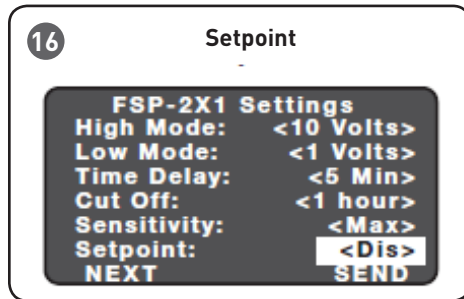 16 Setpoint
FSP-2X1 Settings
High Mode: <10 Volts>
Low Mode: <1 Volts>
Time Delay: <5 Min>
Cut Off: <1 hour>
Sensitivity: <Max>
Setpoint: <Dis>
NEXT SEND